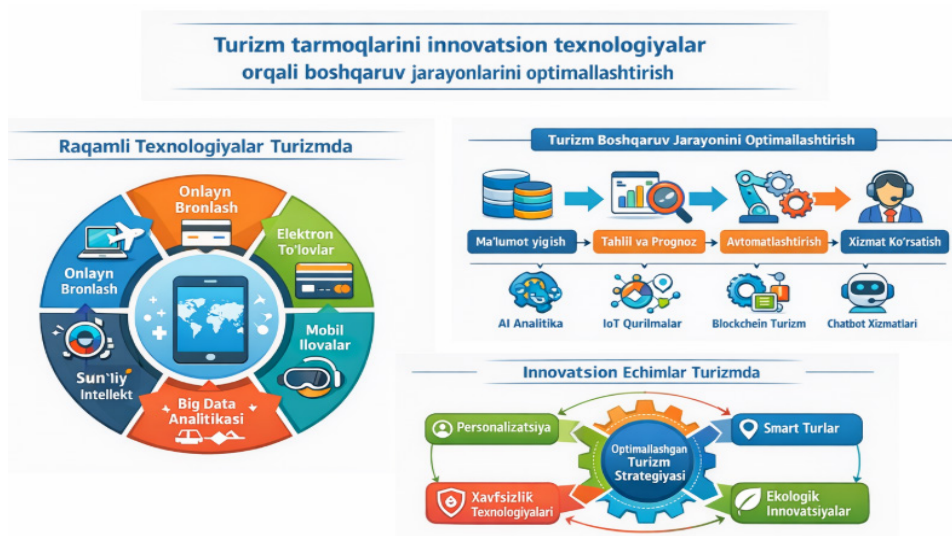 Turizm tarmoqlarini innovatsion texnologiyalar
orqali boshqaruv jarayonlarini optimallashtirish
Raqamli Texnologiyalar Turizmda
Onlayn
Bronlash
Elektron
To'lovlar
Onlayn
Bronlash
Mobil
Ilovalar
Sun'liy
Intellekt
Big Data
Analitikasi
Turizm Boshqaruv Jarayonini Optimailashtirish
Ma'lumot yigish
Tahlil va Prognoz
Avtomatlashtirish
Xizmat Ko'rsatish
AI Analitika
IoT Qurilmalar
Blockchein Turizm
Chatbot Xizmatlari
Innovatsion Echimlar Turizmda
Personalizatsiya
Smart Turlar
Optimallashgan
Turizm
Strategiyasi
Xavfsizlik
Texnologiyalari
Ekologik
Innovatsiyalar